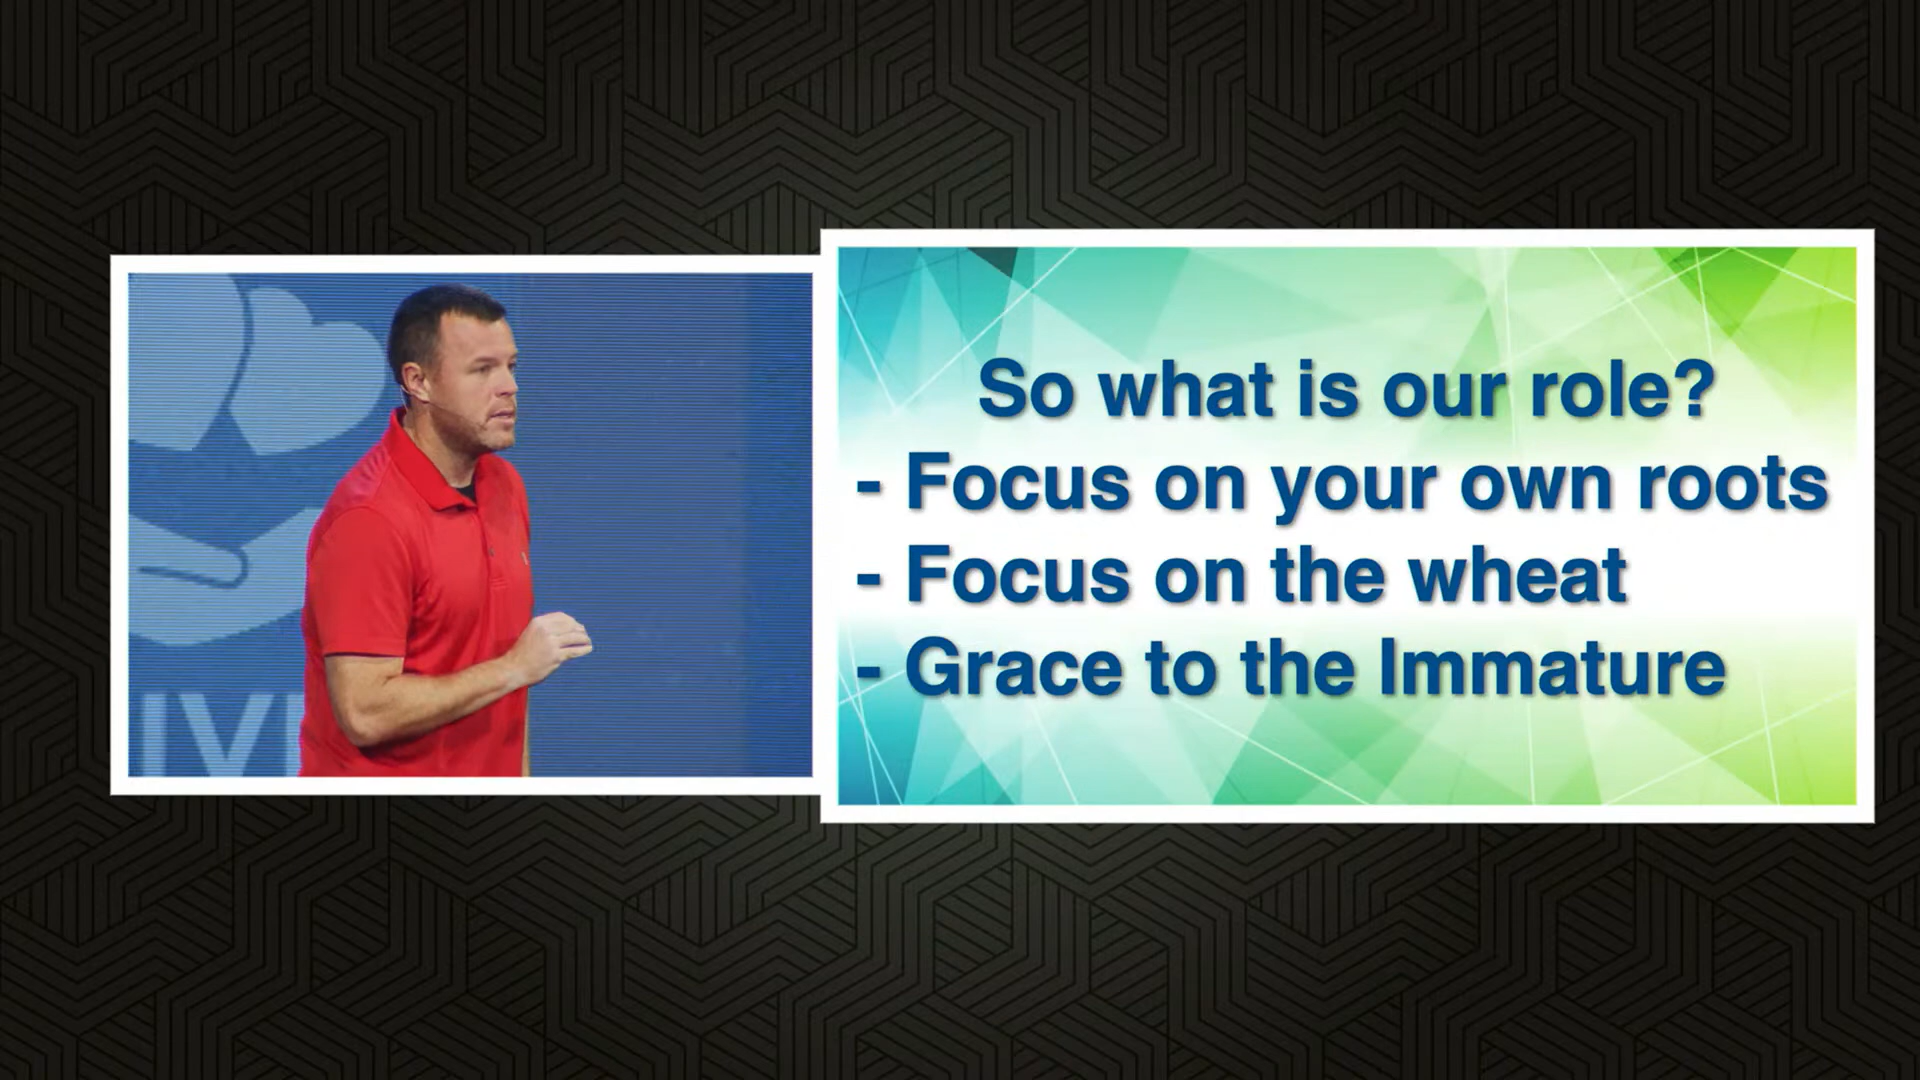 So what is our role?
- Focus on your own roots
- Focus on the wheat
- Grace to the Immature